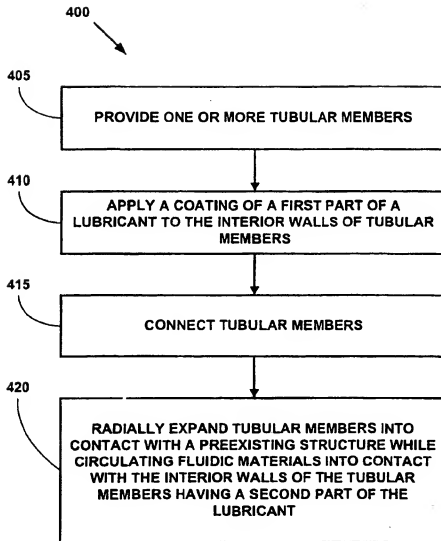 400
405
PROVIDE ONE OR MORE TUBULAR MEMBERS
410
APPLY A COATING OF A FIRST PART OF A
LUBRICANT TO THE INTERIOR WALLS OF TUBULAR
MEMBERS
415
CONNECT TUBULAR MEMBERS
420
RADIALLY EXPAND TUBULAR MEMBERS INTO
CONTACT WITH A PREEXISTING STRUCTURE WHILE
CIRCULATING FLUIDIC MATERIALS INTO CONTACT
WITH THE INTERIOR WALLS OF THE TUBULAR
MEMBERS HAVING A SECOND PART OF THE
LUBRICANT